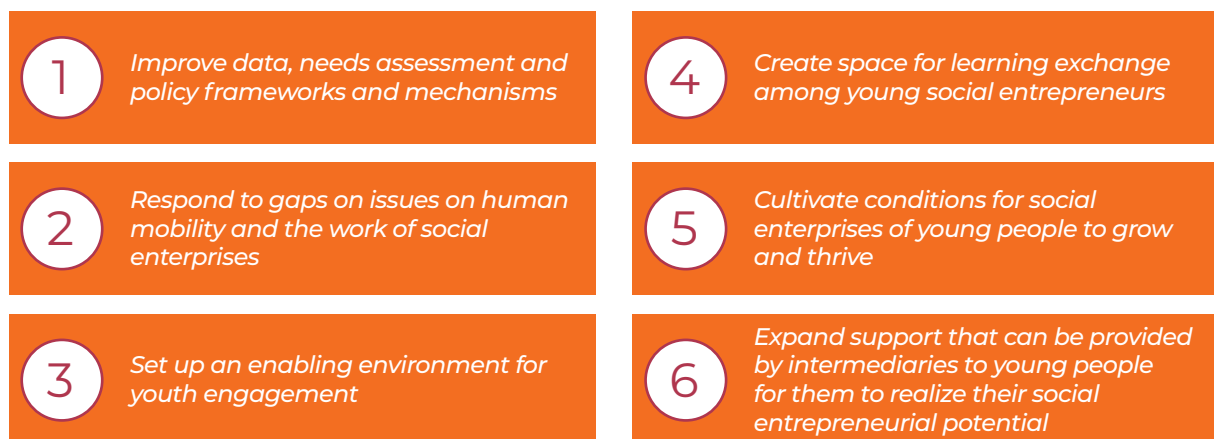 1
Improve data, needs assessment and
policy frameworks and mechanisms
2
Respond to gaps on issues on human
mobility and the work of social
enterprises
3
Set up an enabling environment for
youth engagement
4
Create space for learning exchange
among young social entrepreneurs
5
Cultivate conditions for social
enterprises of young people to grow
and thrive
6
Expand support that can be provided
by intermediaries to young people
for them to realize their social
entrepreneurial potential